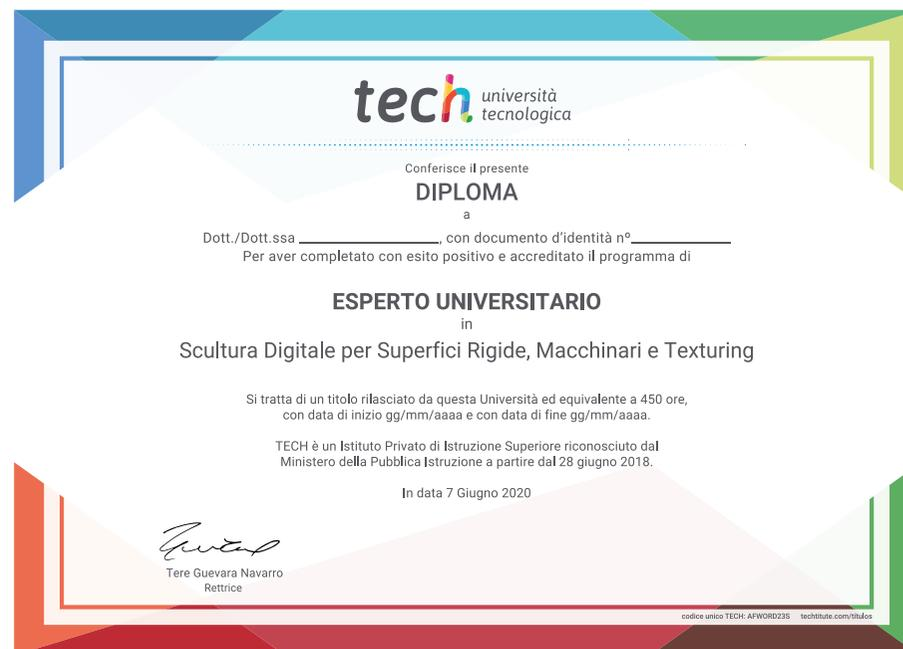 tech università
tecnologica
Conferisce il presente
DIPLOMA
a
Dott./Dott.ssa ________________, con documento d'identità nº____________
Per aver completato con esito positivo e accreditato il programma di
ESPERTO UNIVERSITARIO
in
Scultura Digitale per Superfici Rigide, Macchinari e Texturing
Si tratta di un titolo rilasciato da questa Università ed equivalente a 450 ore,
con data di inizio gg/mm/aaaa e con data di fine gg/mm/aaaa.
TECH è un Istituto Privato di Istruzione Superiore riconosciuto dal
Ministero della Pubblica Istruzione a partire dal 28 giugno 2018.
In data 7 Giugno 2020
Tere Guevara Navarro
Rettrice
codice unico TECH: AFWORD23S techtitute.com/titulos